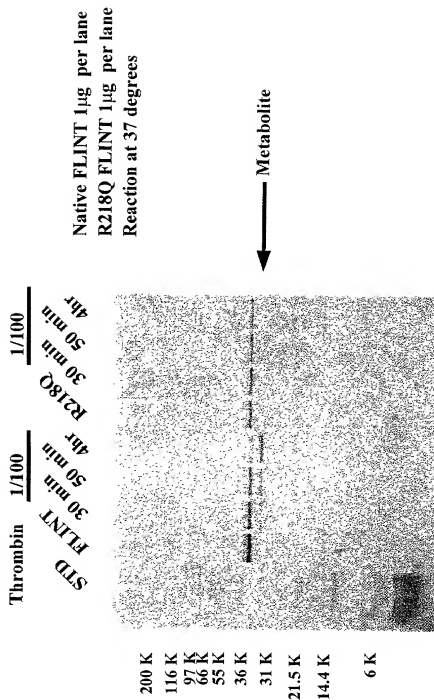 Thrombin
1/100
1/100
STD
FLINT
30 min
50 min
4hr
R218Q
30 min
50 min
4hr
Native FLINT 1µg per lane
R218Q FLINT 1µg per lane
Reaction at 37 degrees
200 K
116 K
97 K
66 K
55 K
36 K
31 K
21.5 K
14.4 K
6 K
Metabolite